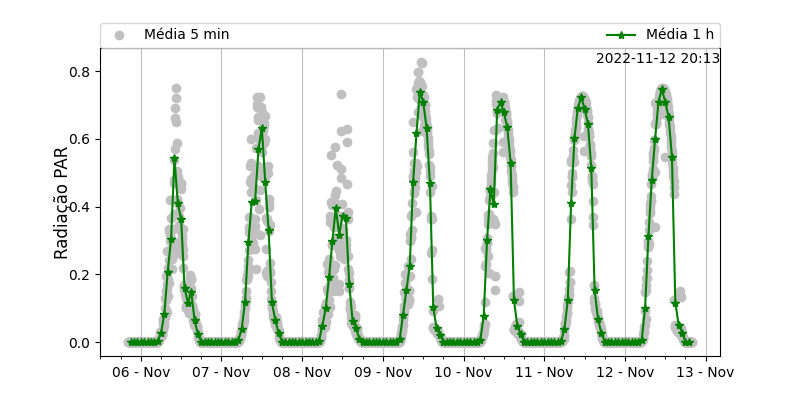 Média 5 min
Média 1 h
2022-11-12 20:13
Radiação PAR
0.8
0.6
0.4
0.2
0.0
06 - Nov
07 - Nov
08 - Nov
09 - Nov
10 - Nov
11 - Nov
12 - Nov
13 - Nov